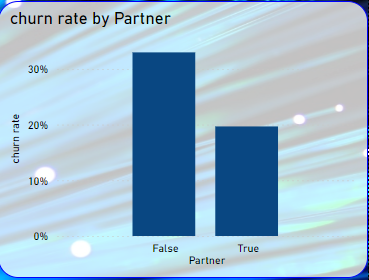 churn rate by Partner
30%
20%
10%
0%
churn rate
False True
Partner